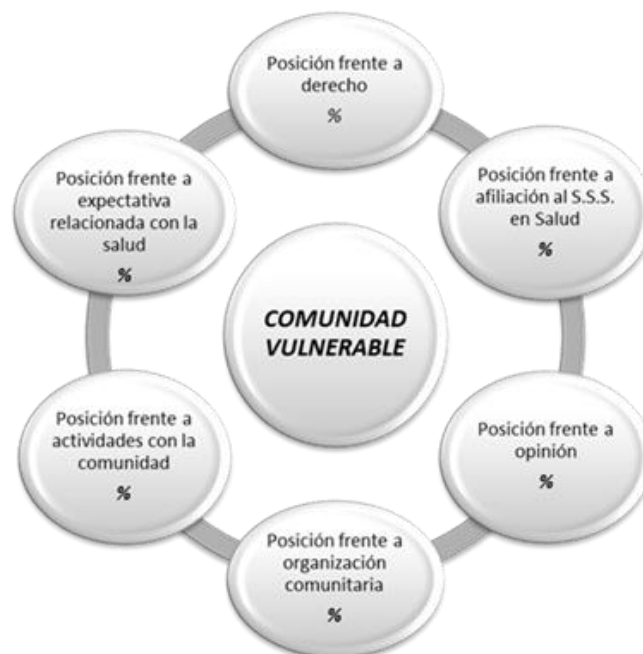 Posición frente a
derecho
%
Posición frente a
afiliación al S.S.S.
en Salud
%
Posición frente a
opinión
%
Posición frente a
organización
comunitaria
%
Posición frente a
actividades con la
comunidad
%
Posición frente a
expectativa
relacionada con la
salud
%
COMUNIDAD
VULNERABLE